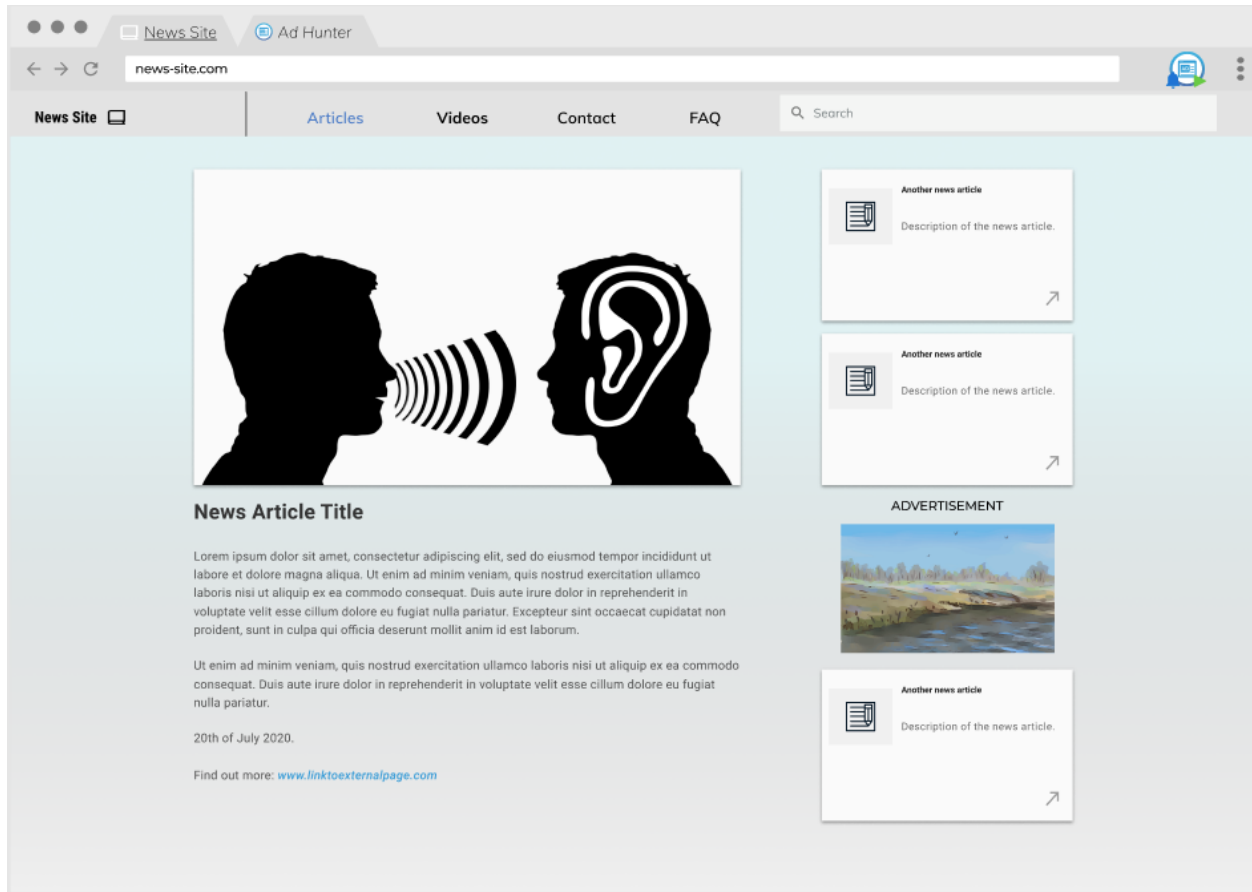 News Site
Ad Hunter
news-site.com
News Site
Articles
Videos
Contact
FAQ
Search
News Article Title
Lorem ipsum dolor sit amet, consectetur adipiscing elit, sed do eiusmod tempor incididunt ut
labore et dolore magna aliqua. Ut enim ad minim veniam, quis nostrud exercitation ullamco
laboris nisi ut aliquip ex ea commodo consequat. Duis aute irure dolor in reprehenderit in
voluptate velit esse cillum dolore eu fugiat nulla pariatur. Excepteur sint occaecat cupidatat non
proident, sunt in culpa qui officia deserunt mollit anim id est laborum.
Ut enim ad minim veniam, quis nostrud exercitation ullamco laboris nisi ut aliquip ex ea commodo
consequat. Duis aute irure dolor in reprehenderit in voluptate velit esse cillum dolore eu fugiat
nulla pariatur.
20th of July 2020.
Find out more: www.linktoexternalpage.com
Another news article
Description of the news article.
Another news article
Description of the news article.
ADVERTISEMENT
Another news article
Description of the news article.